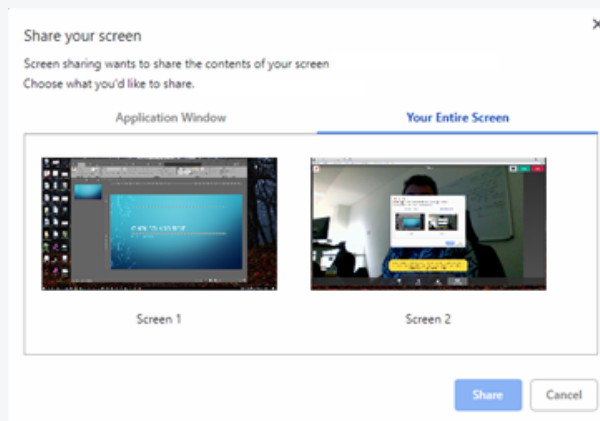 Share your screen
Screen sharing wants to share the contents of your screen
Choose what you'd like to share.
Application Window
Your Entire Screen
Screen 1
Screen 2
Share
Cancel